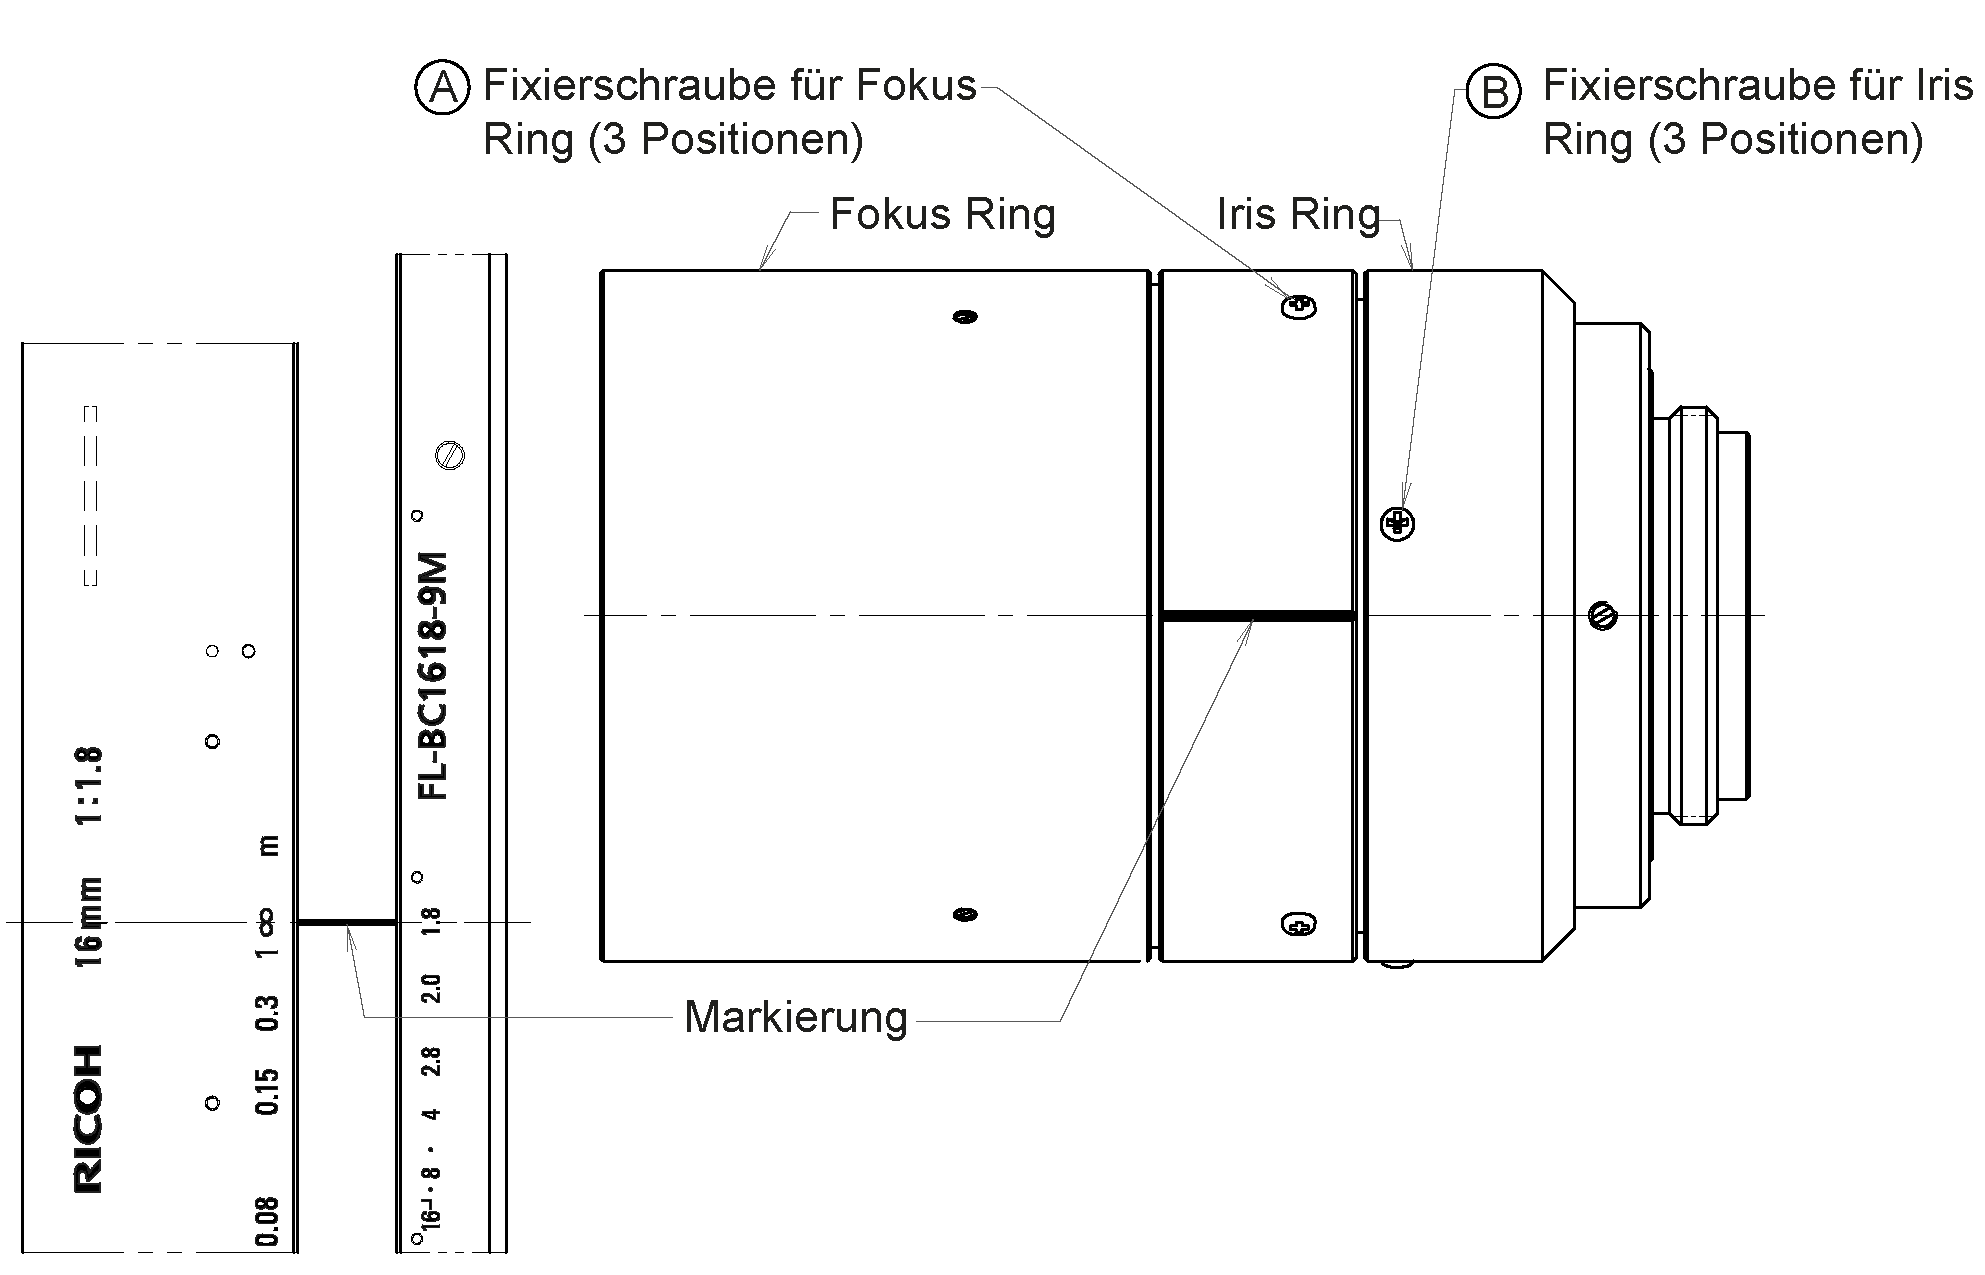 A Fixierschraube für Fokus
Ring (3 Positionen)
B Fixierschraube für Iris
Ring (3 Positionen)
Fokus Ring
Iris Ring
Markierung
RICOH 16mm 1:1.8
0.08 0.15 0.3 1 ∞ m
FL-BC1618-9M
16 · 8 · 4 2.8 2.0 1.8